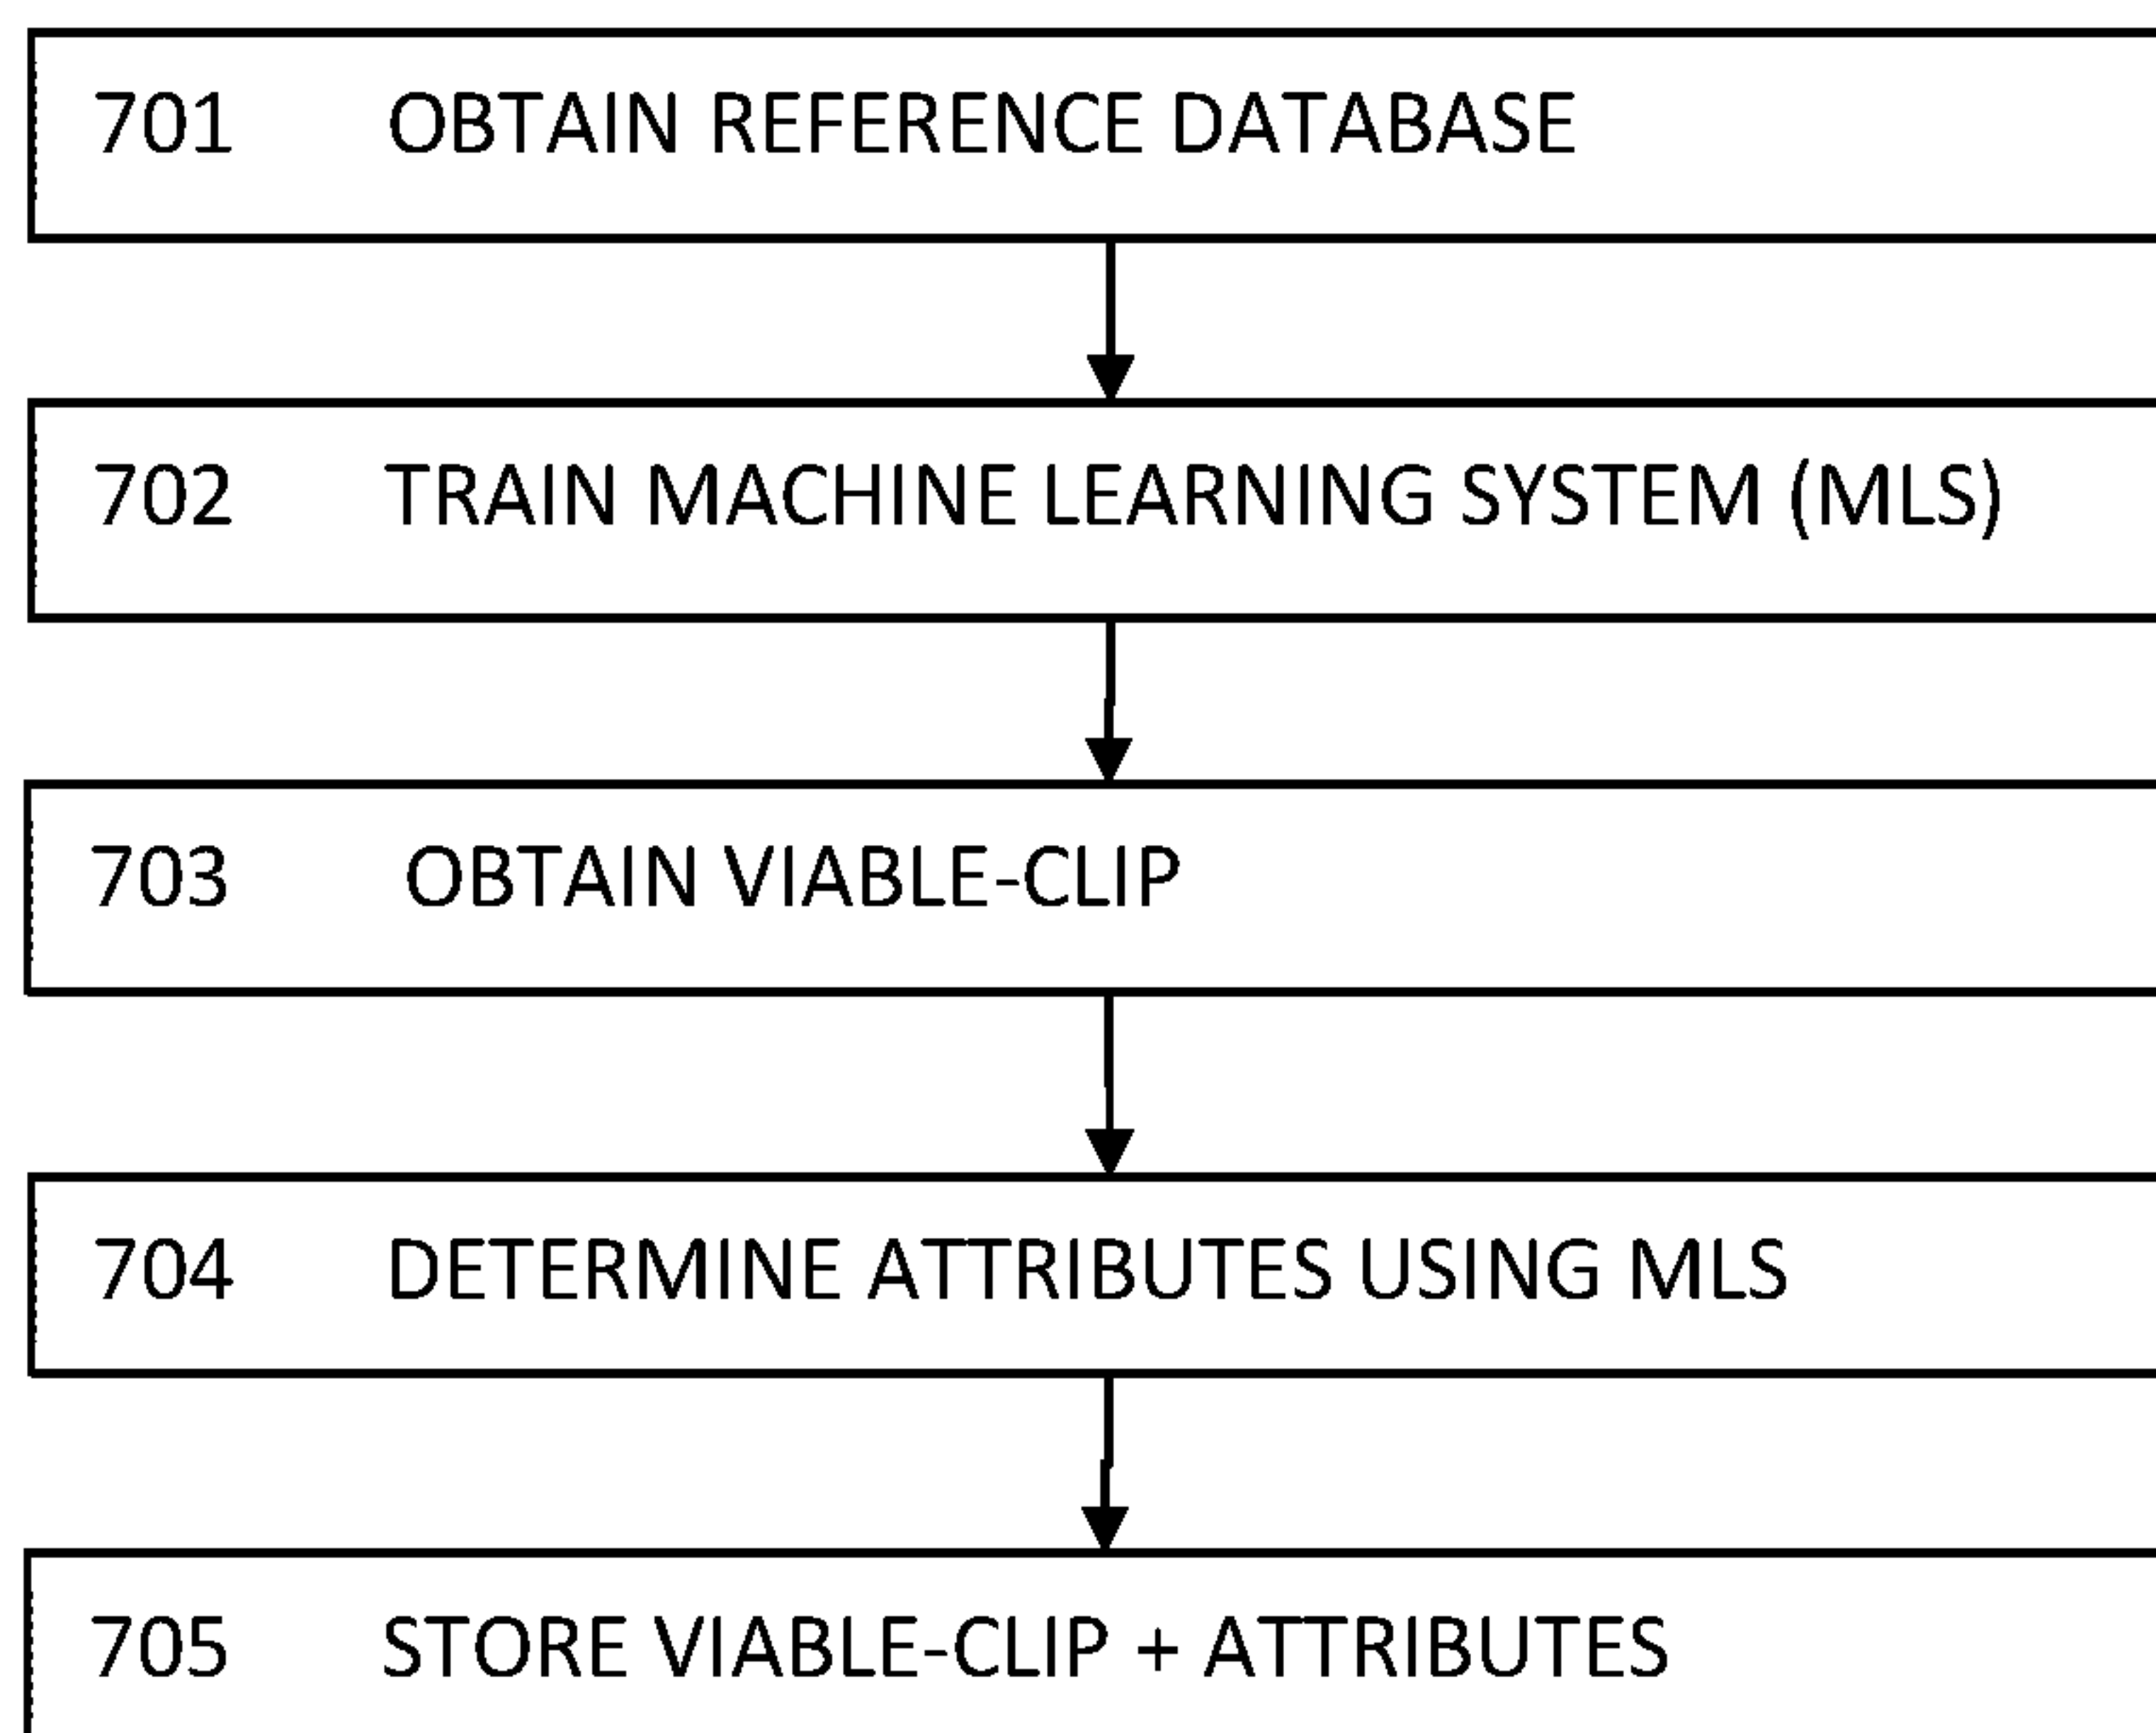 701 OBTAIN REFERENCE DATABASE
702 TRAIN MACHINE LEARNING SYSTEM (MLS)
703 OBTAIN VIABLE-CLIP
704 DETERMINE ATTRIBUTES USING MLS
705 STORE VIABLE-CLIP + ATTRIBUTES